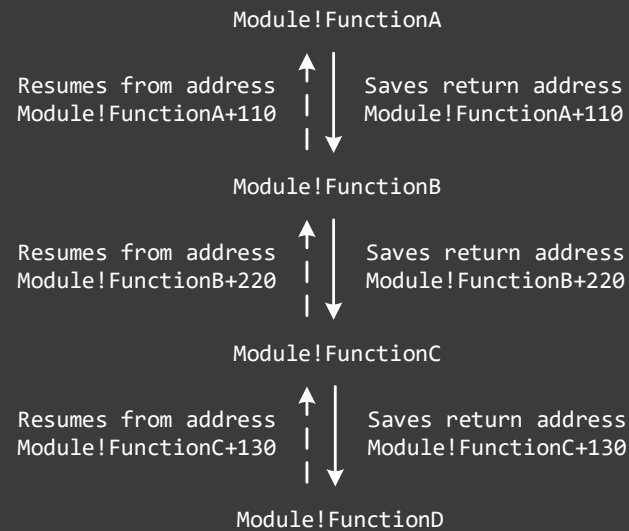 Module!FunctionA
Resumes from address
Module!FunctionA+110
Saves return address
Module!FunctionA+110
Module!FunctionB
Resumes from address
Module!FunctionB+220
Saves return address
Module!FunctionB+220
Module!FunctionC
Resumes from address
Module!FunctionC+130
Saves return address
Module!FunctionC+130
Module!FunctionD